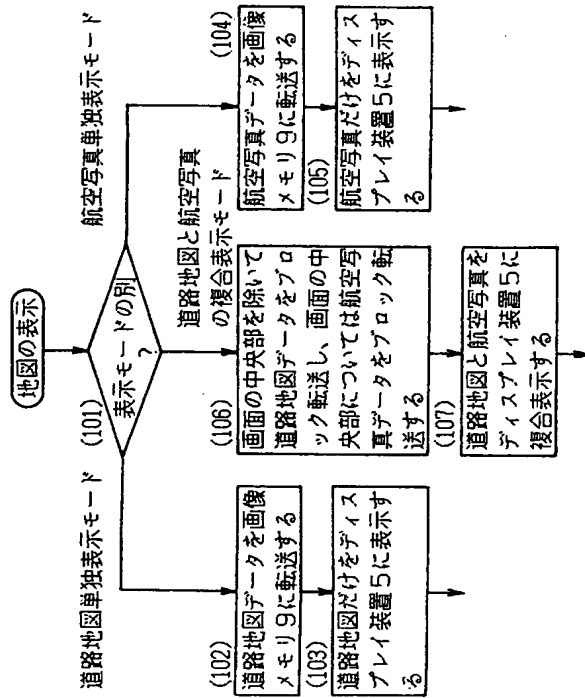 地図の表示
(101)
表示モードの別
?
道路地図単独表示モード
(102)
道路地図データを画像
メモリ9に転送する
(103)
道路地図だけをディス
プレイ装置5に表示す
る
道路地図と航空写真
の複合表示モード
(106)
画面の中央部を除いて
道路地図データをブロ
ック転送し、画面の中
央部については航空写
真データをブロック転
送する
(107)
道路地図と航空写真を
ディスプレイ装置5に
複合表示する
航空写真単独表示モード
(104)
航空写真データを画像
メモリ9に転送する
(105)
航空写真だけをディス
プレイ装置5に表示す
る